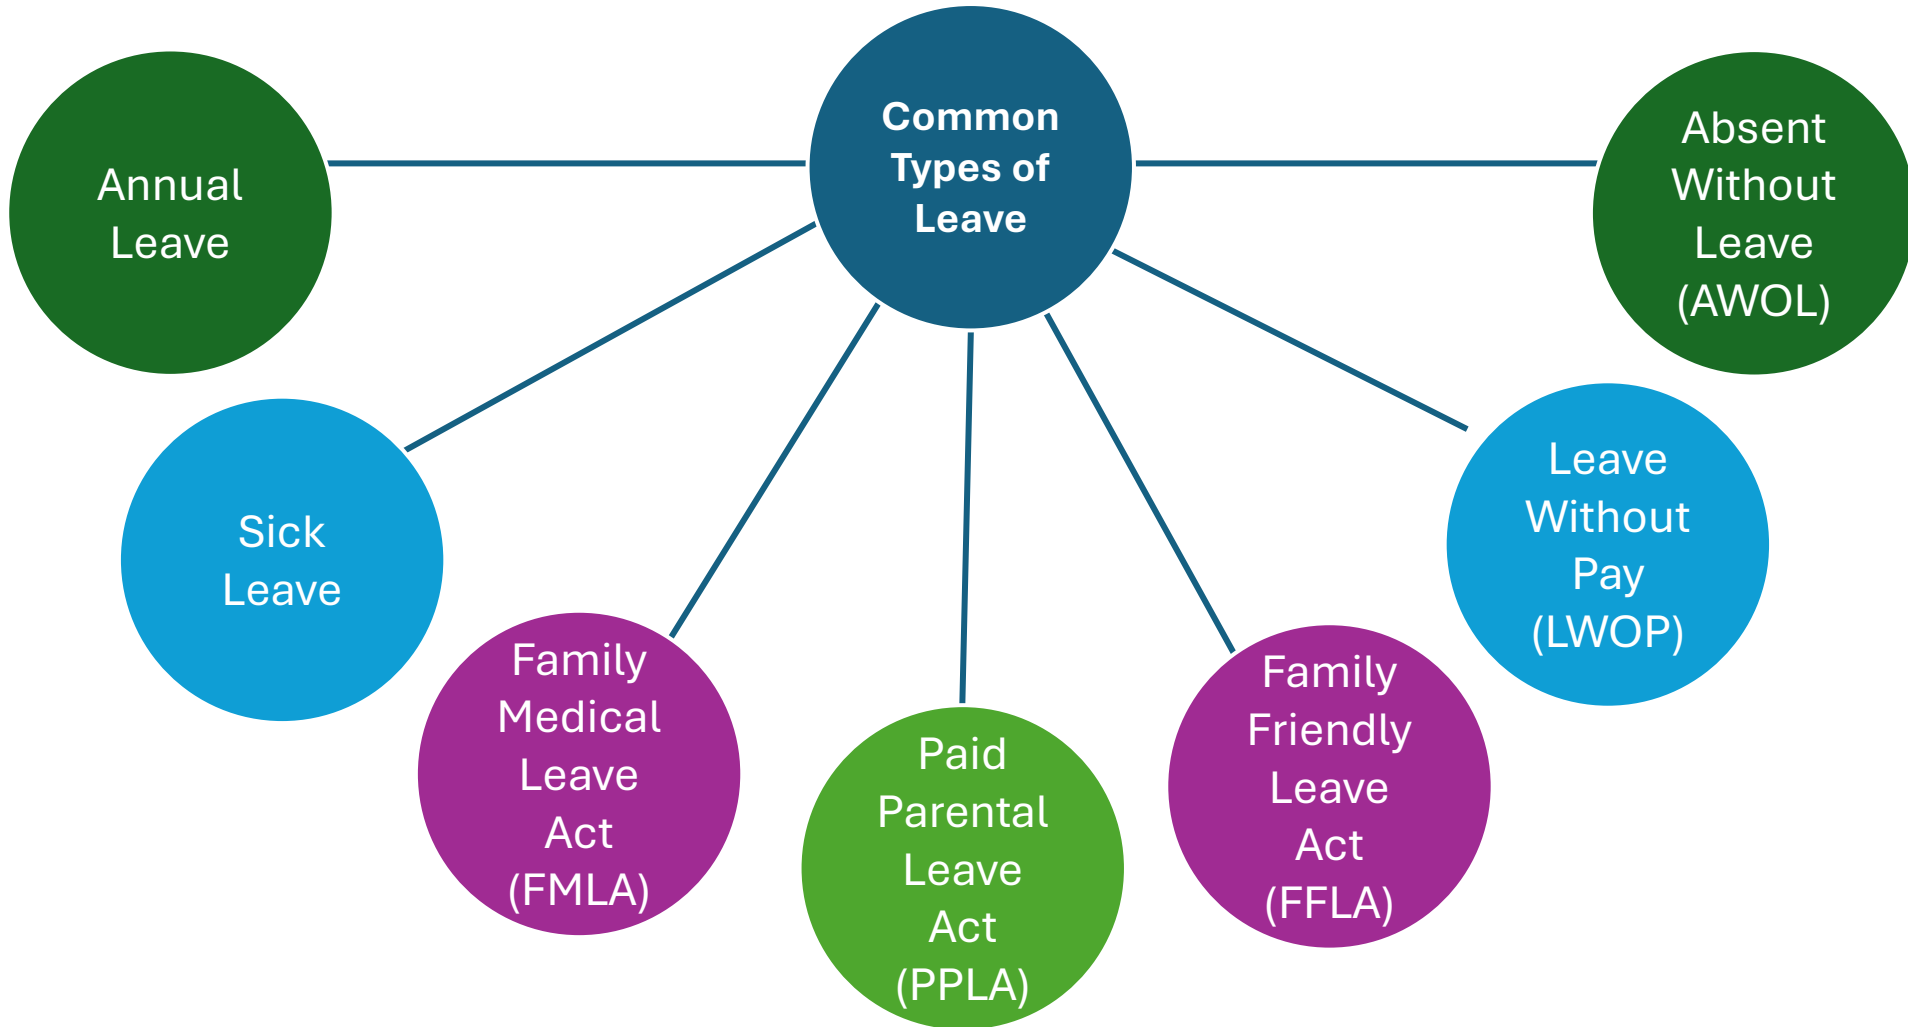 Common
Types of
Leave
Annual
Leave
Sick
Leave
Family
Medical
Leave
Act
(FMLA)
Paid
Parental
Leave
Act
(PPLA)
Family
Friendly
Leave
Act
(FFLA)
Leave
Without
Pay
(LWOP)
Absent
Without
Leave
(AWOL)